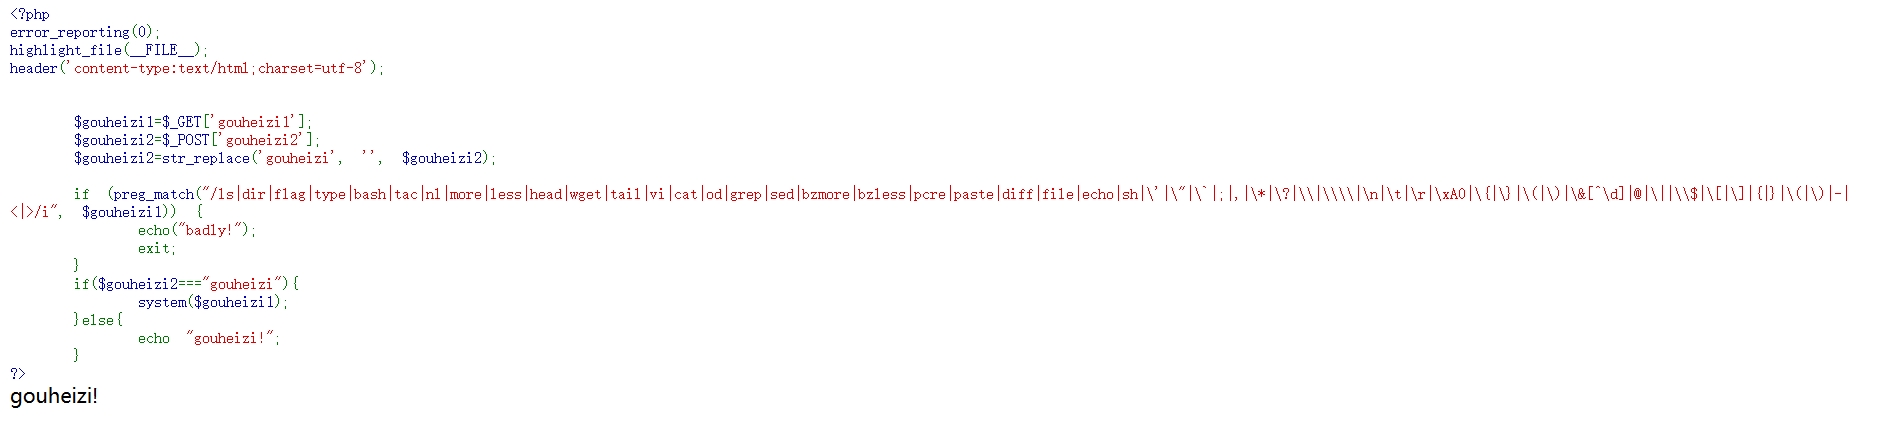 <?php
error_reporting(0);
highlight_file(__FILE__);
header('content-type:text/html;charset=utf-8');
$gouheizi1=$_GET['gouheizi1'];
$gouheizi2=$_POST['gouheizi2'];
$gouheizi2=str_replace('gouheizi', '', $gouheizi2);
if (preg_match("/ls|dir|flag|type|bash|tac|nl|more|less|head|wget|tail|vi|cat|od|grep|sed|bzmore|bzless|pcre|paste|diff|file|echo|sh|\'|\"|\`|;|,|\*|\?|\\|\\\\|\n|\t|\r|\xA0|\{|\}|\(|\)|\&[^\d]|@|\||\\$|\[|\]|{|}|\(|\)|-|
<|>/i", $gouheizi1)) {
echo("badly!");
exit;
}
if($gouheizi2==="gouheizi"){
system($gouheizi1);
}else{
echo "gouheizi!";
}
?>
gouheizi!